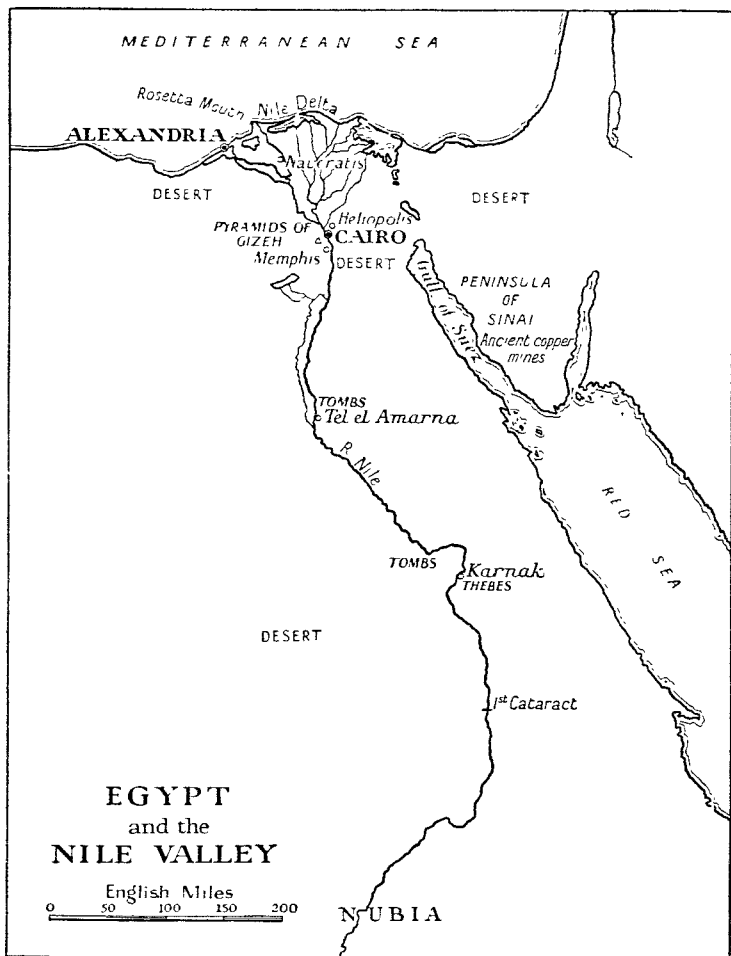 MEDITERRANEAN SEA
Rosetta Mouth
Nile Delta
ALEXANDRIA
Naucratis
DESERT
DESERT
Heliopolis
PYRAMIDS OF
GIZEH
CAIRO
Memphis
DESERT
Gulf of Suez
PENINSULA
OF
SINAI
Ancient copper
mines
TOMBS
Tel el Amarna
R. Nile
RED SEA
TOMBS
Karnak
THEBES
DESERT
1st Cataract
EGYPT
and the
NILE VALLEY
English Miles
0 50 100 150 200
NUBIA